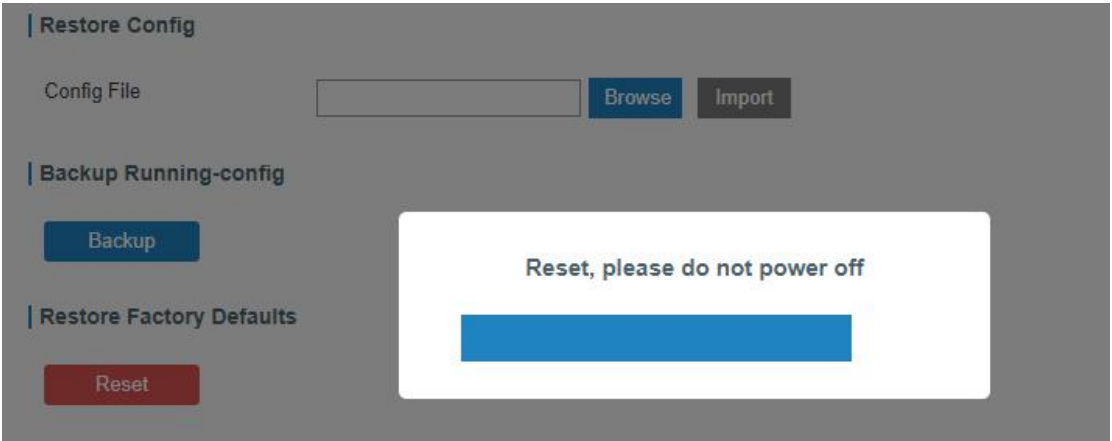 Restore Config
Config File
Browse
Import
Backup Running-config
Backup
Reset, please do not power off
Restore Factory Defaults
Reset